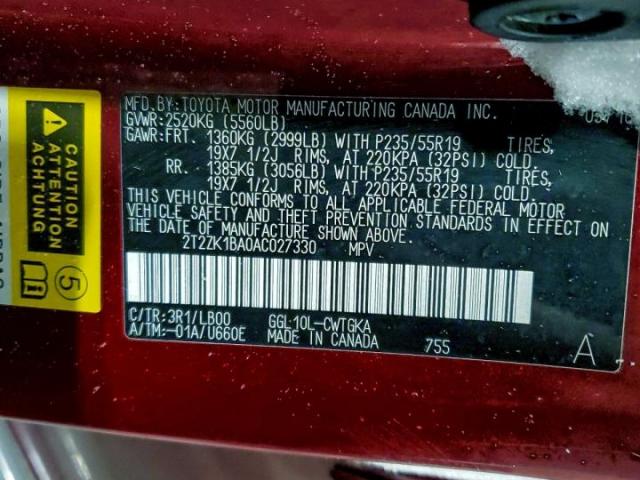 MFD.BY:TOYOTA MOTOR MANUFACTURING CANADA INC.
GVWR:2520KG (5560LB)
GAWR:FRT. 1360KG (2999LB) WITH P235/55R19 TIRES,
19X7 1/2J RIMS, AT 220KPA (32PSI) COLD.
RR. 1385KG (3056LB) WITH P235/55R19 TIRES,
19X7 1/2J RIMS, AT 220KPA (32PSI) COLD.
THIS VEHICLE CONFORMS TO ALL APPLICABLE FEDERAL MOTOR
VEHICLE SAFETY AND THEFT PREVENTION STANDARDS IN EFFECT ON
THE DATE OF MANUFACTURE SHOWN ABOVE.
2T2ZK1BA0AC027330 MPV
C/TR:3R1/LB00 GGL10L-CWTGKA
A/TM:-01A/U660E MADE IN CANADA 755 A
5